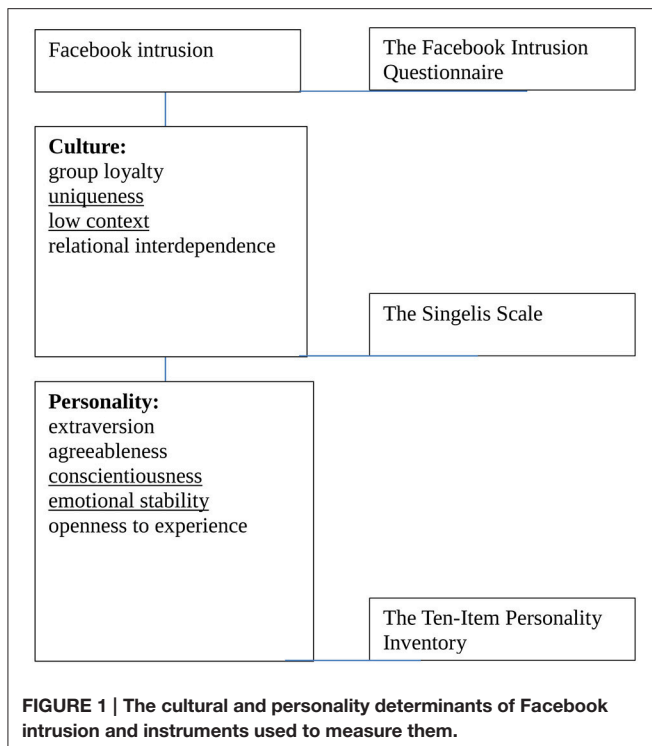 Facebook intrusion
The Facebook Intrusion
Questionnaire
Culture:
group loyalty
uniqueness
low context
relational interdependence
The Singelis Scale
Personality:
extraversion
agreeableness
conscientiousness
emotional stability
openness to experience
The Ten-Item Personality
Inventory
FIGURE 1 | The cultural and personality determinants of Facebook
intrusion and instruments used to measure them.